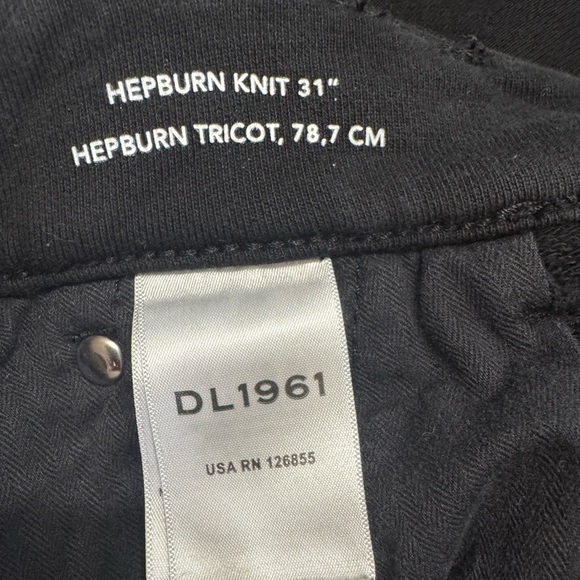 HEPBURN KNIT 31"
HEPBURN TRICOT, 78,7 CM
DL1961
USA RN 126855